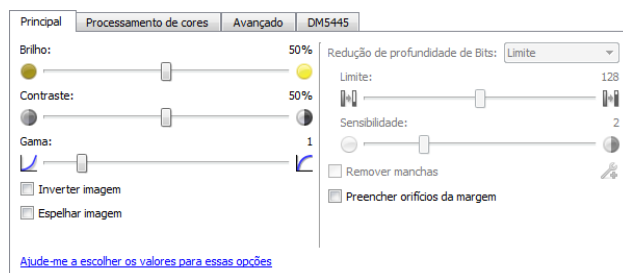 Principal Processamento de cores Avançado DM5445
Brilho: 50%
Contraste: 50%
Gama: 1
Inverter imagem
Espelhar imagem
Ajude-me a escolher os valores para essas opções
Redução de profundidade de Bits: Limite
Limite: 128
Sensibilidade: 2
Remover manchas
Preencher orifícios da margem